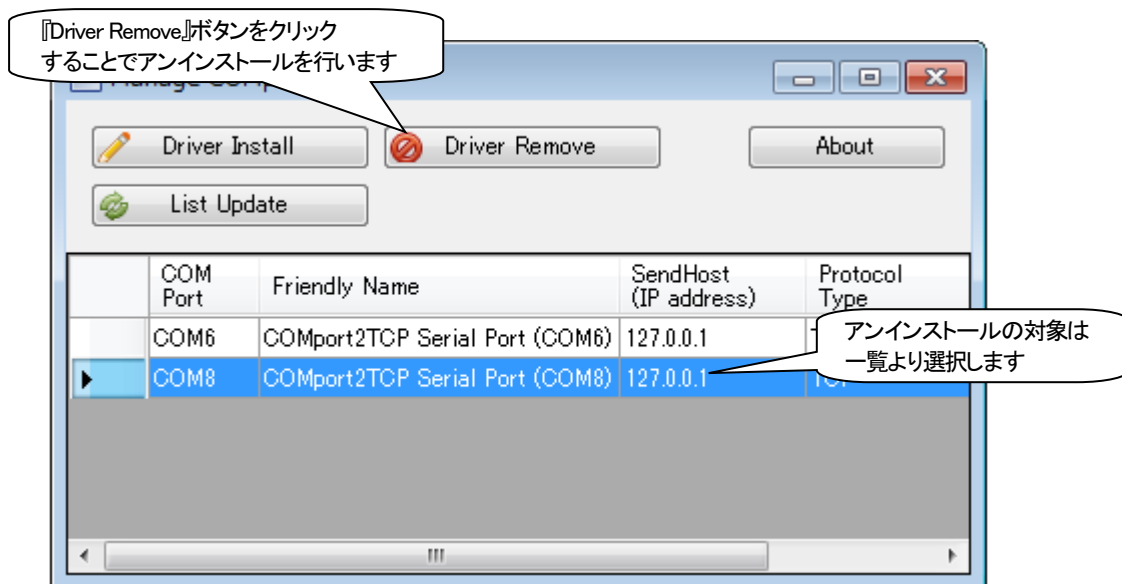 『Driver Remove』ボタンをクリック
することでアンインストールを行います
Driver Install
Driver Remove
About
List Update
COM
Port
Friendly Name
SendHost
(IP address)
Protocol
Type
COM6
COMport2TCP Serial Port (COM6)
127.0.0.1
アンインストールの対象は
一覧より選択します
COM8
COMport2TCP Serial Port (COM8)
127.0.0.1